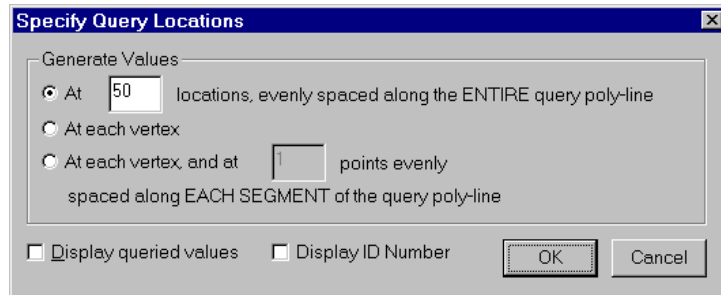 Specify Query Locations
Generate Values
At 50 locations, evenly spaced along the ENTIRE query poly-line
At each vertex
At each vertex, and at 1 points evenly
spaced along EACH SEGMENT of the query poly-line
Display queried values Display ID Number OK Cancel